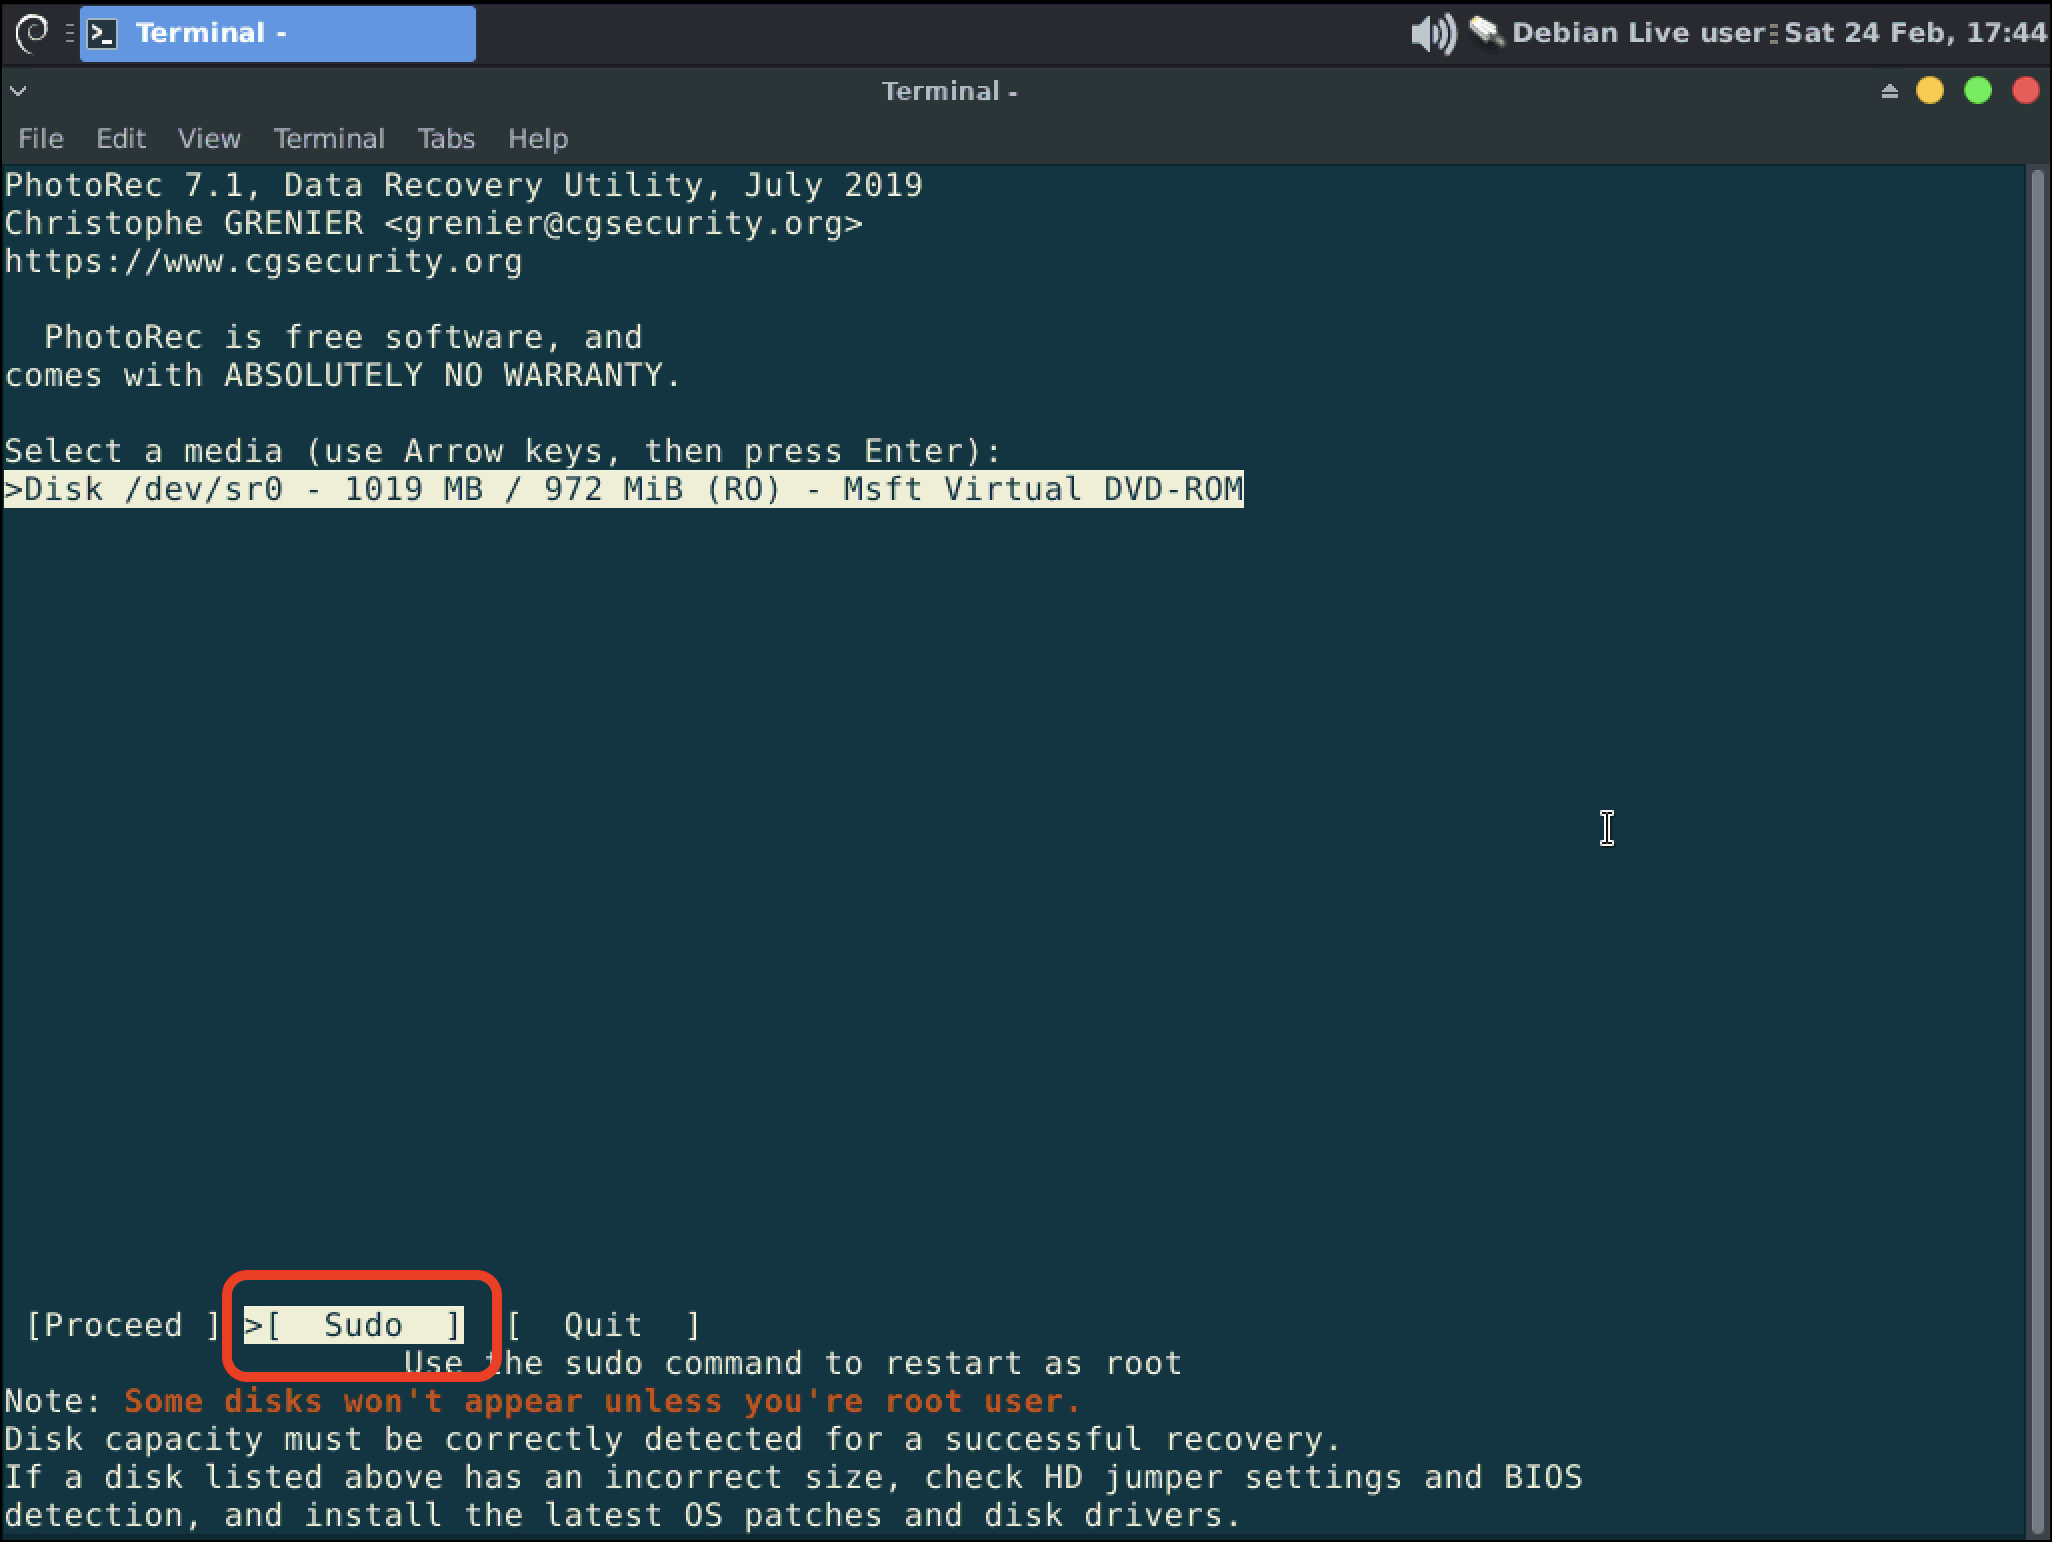 Terminal -
Debian Live user Sat 24 Feb, 17:44
Terminal -
File Edit View Terminal Tabs Help
PhotoRec 7.1, Data Recovery Utility, July 2019
Christophe GRENIER <grenier@cgsecurity.org>
https://www.cgsecurity.org
PhotoRec is free software, and
comes with ABSOLUTELY NO WARRANTY.
Select a media (use Arrow keys, then press Enter):
>Disk /dev/sr0 - 1019 MB / 972 MiB (RO) - Msft Virtual DVD-ROM
[Proceed ] >[  Sudo  ] [  Quit  ]
Use the sudo command to restart as root
Note: Some disks won't appear unless you're root user.
Disk capacity must be correctly detected for a successful recovery.
If a disk listed above has an incorrect size, check HD jumper settings and BIOS
detection, and install the latest OS patches and disk drivers.